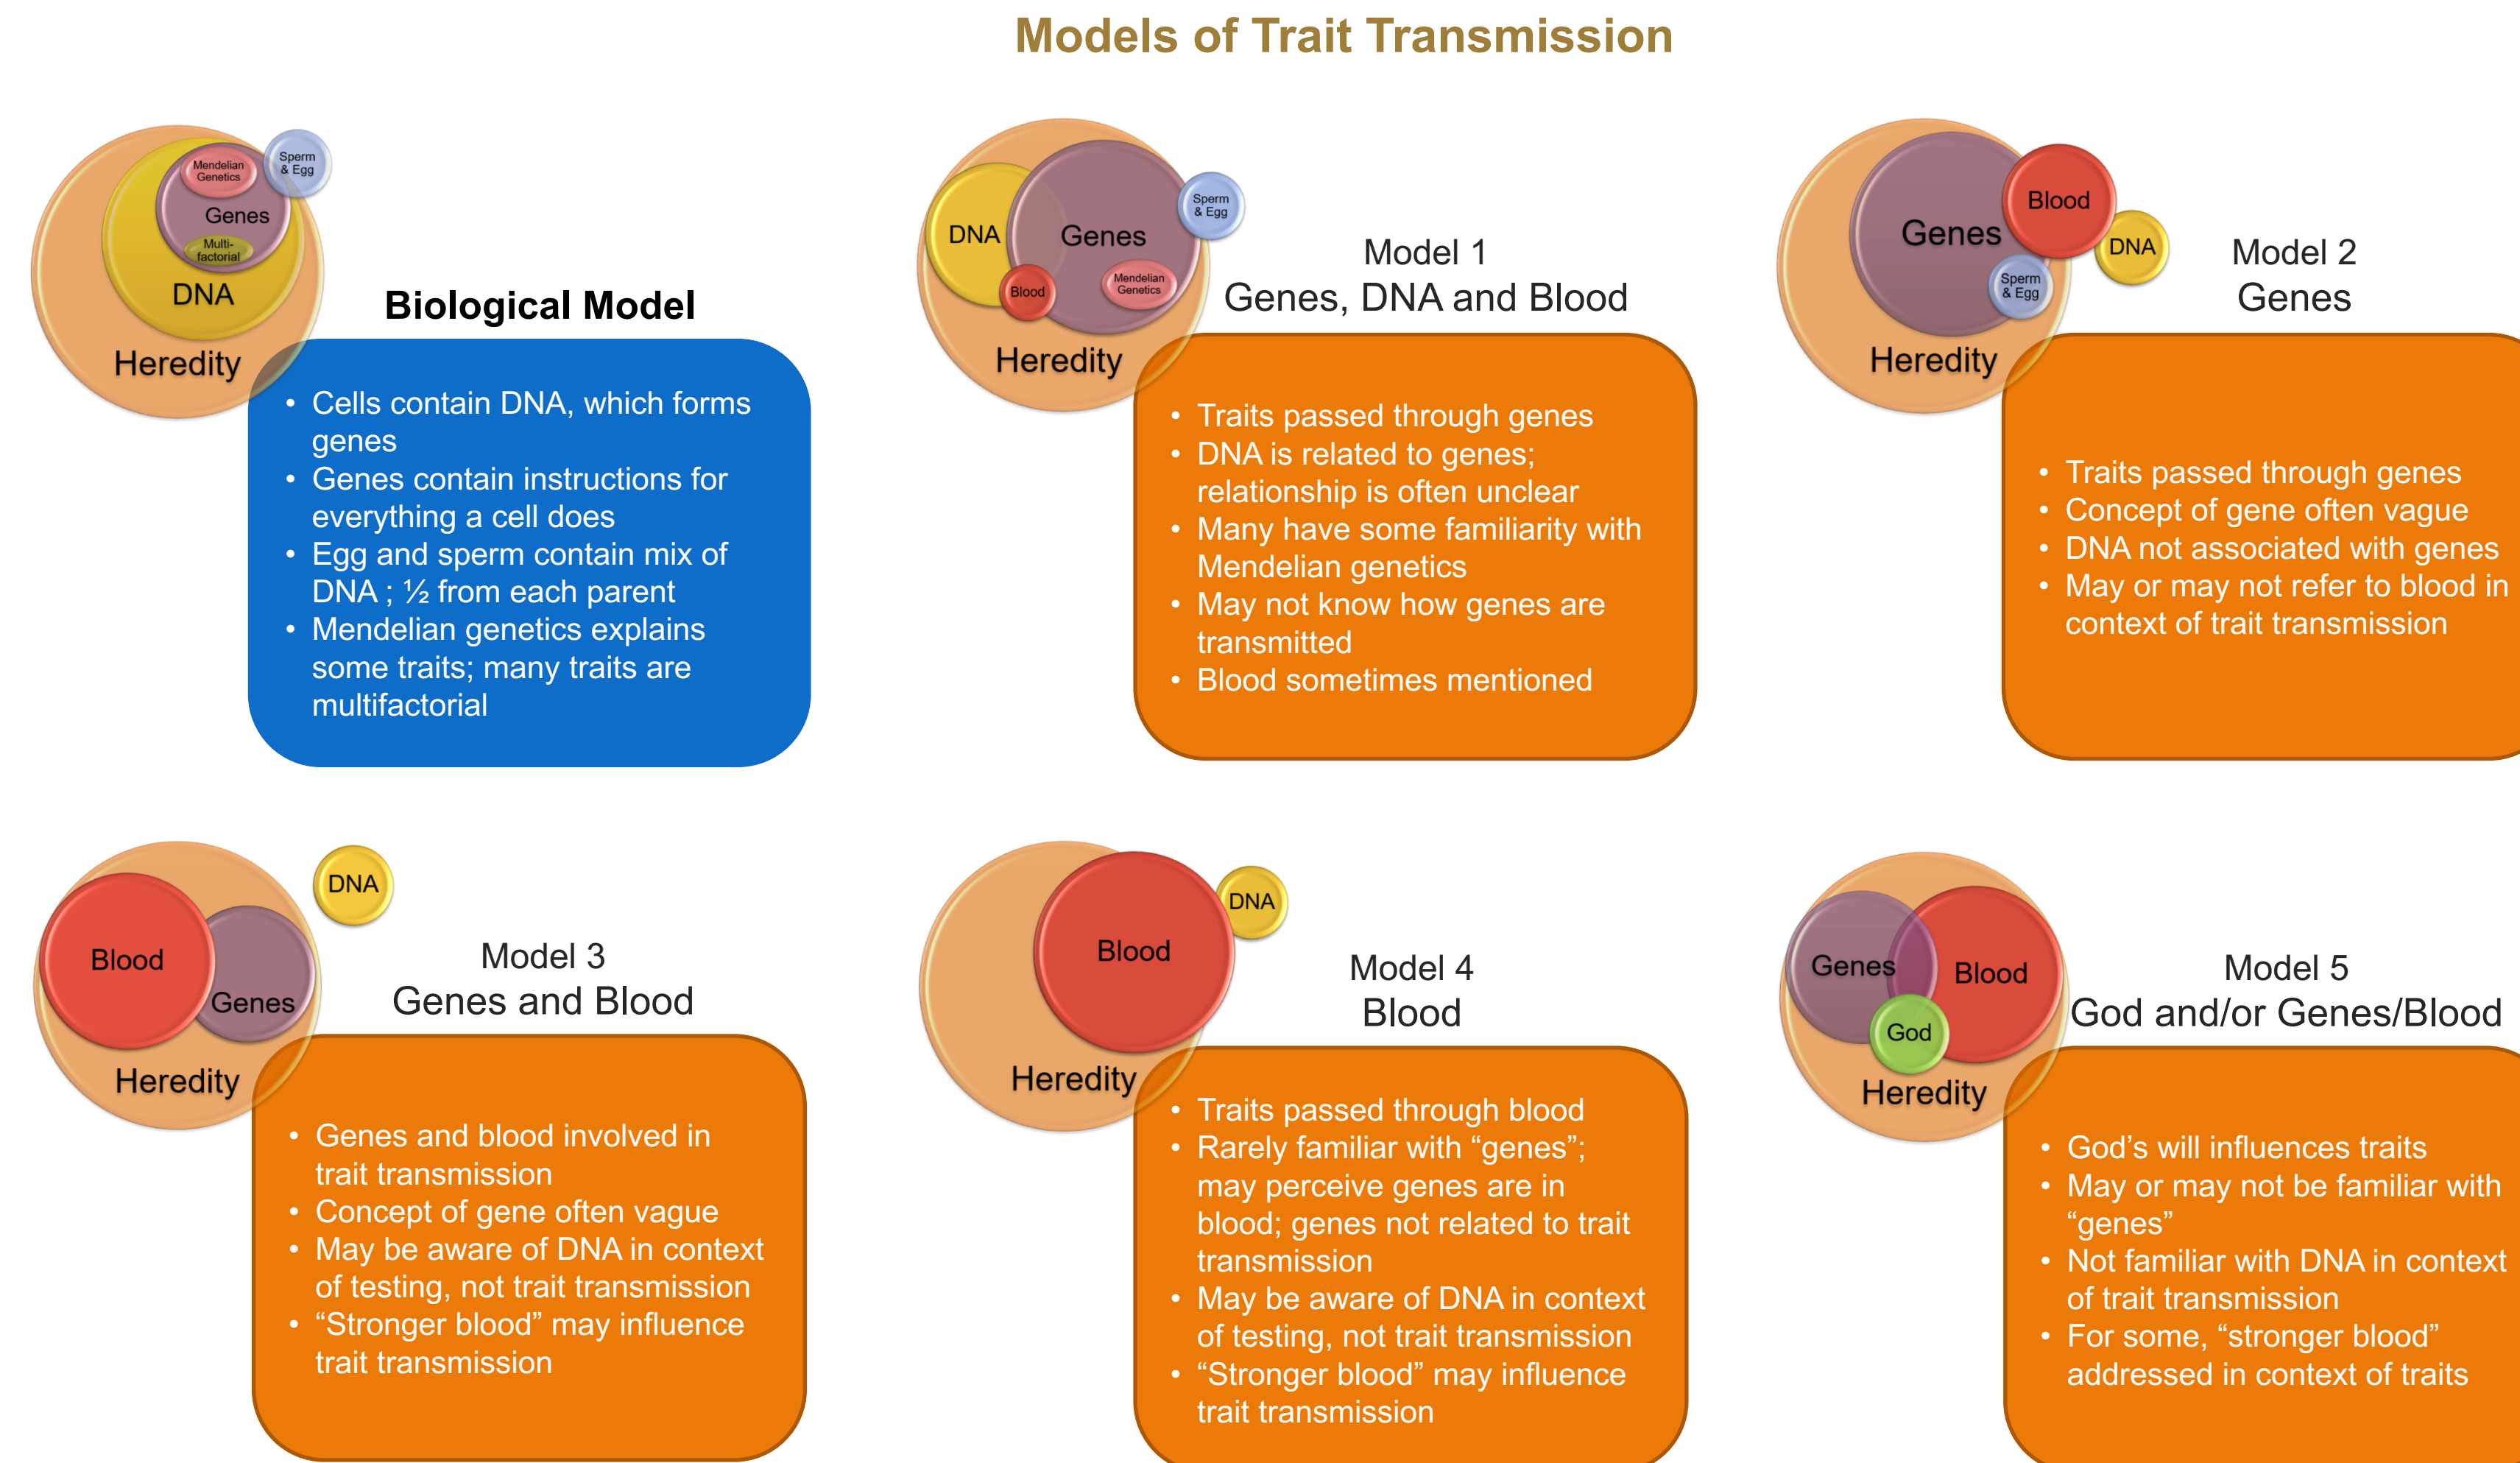 Models of Trait Transmission
Mendelian
Genetics
Sperm
& Egg
Genes
Multi-
factorial
DNA
Heredity
Biological Model
• Cells contain DNA, which forms
genes
• Genes contain instructions for
everything a cell does
• Egg and sperm contain mix of
DNA ; ½ from each parent
• Mendelian genetics explains
some traits; many traits are
multifactorial
DNA
Genes
Sperm
& Egg
Blood
Mendelian
Genetics
Heredity
Model 1
Genes, DNA and Blood
• Traits passed through genes
• DNA is related to genes;
relationship is often unclear
• Many have some familiarity with
Mendelian genetics
• May not know how genes are
transmitted
• Blood sometimes mentioned
Genes
Blood
DNA
Sperm
& Egg
Heredity
Model 2
Genes
• Traits passed through genes
• Concept of gene often vague
• DNA not associated with genes
• May or may not refer to blood in
context of trait transmission
DNA
Blood
Genes
Heredity
Model 3
Genes and Blood
• Genes and blood involved in
trait transmission
• Concept of gene often vague
• May be aware of DNA in context
of testing, not trait transmission
• “Stronger blood” may influence
trait transmission
DNA
Blood
Heredity
Model 4
Blood
• Traits passed through blood
• Rarely familiar with “genes”;
may perceive genes are in
blood; genes not related to trait
transmission
• May be aware of DNA in context
of testing, not trait transmission
• “Stronger blood” may influence
trait transmission
Genes
Blood
God
Heredity
Model 5
God and/or Genes/Blood
• God’s will influences traits
• May or may not be familiar with
“genes”
• Not familiar with DNA in context
of trait transmission
• For some, “stronger blood”
addressed in context of traits